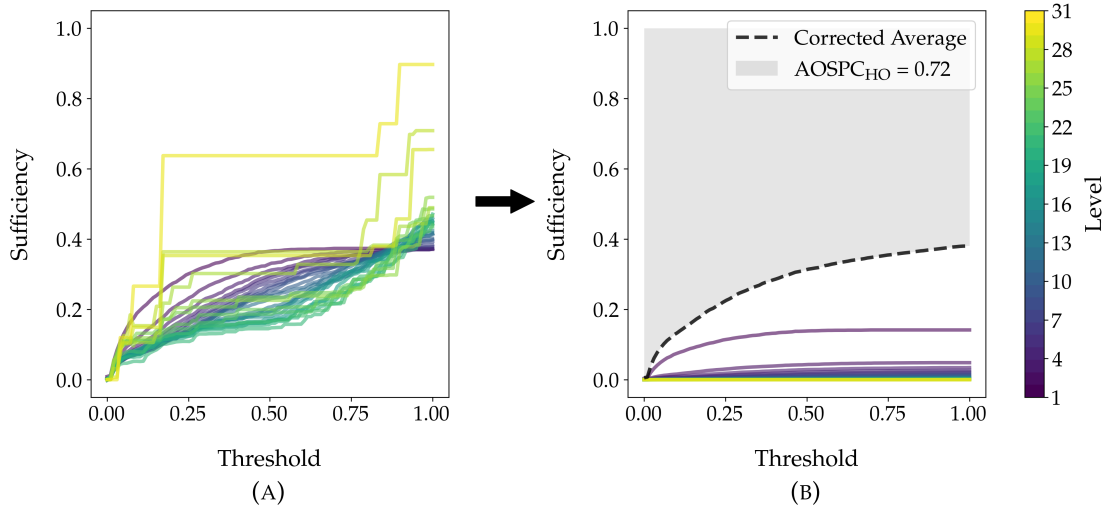 1.0
0.8
0.6
0.4
0.2
0.0
Sufficiency
0.00 0.25 0.50 0.75 1.00
Threshold
(A)
1.0
0.8
0.6
0.4
0.2
0.0
Sufficiency
Corrected Average
AOSPC_HO = 0.72
0.00 0.25 0.50 0.75 1.00
Threshold
(B)
31
28
25
22
19
16
13
10
7
4
1
Level